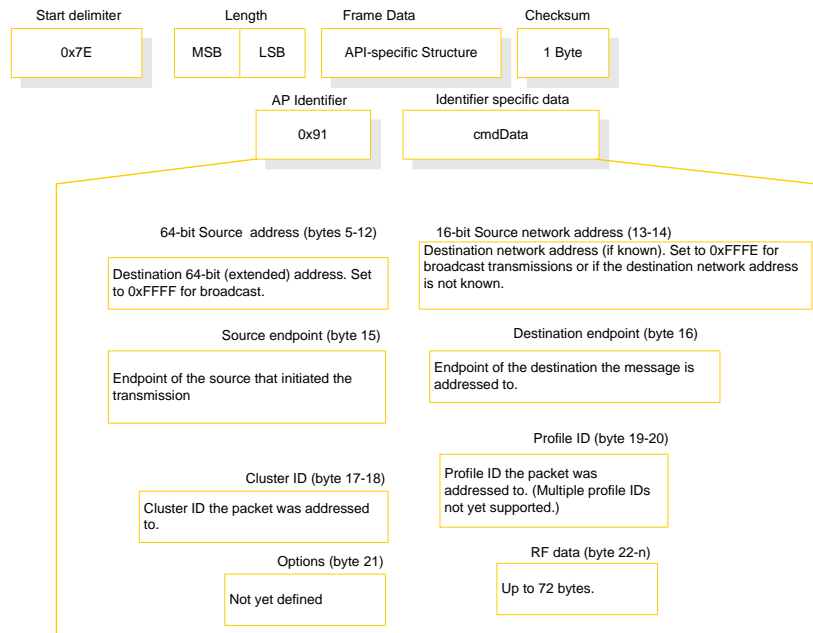 Start delimiter
Length
Frame Data
Checksum
0x7E
MSB
LSB
API-specific Structure
1 Byte
AP Identifier
Identifier specific data
0x91
cmdData
64-bit Source address (bytes 5-12)
16-bit Source network address (13-14)
Destination 64-bit (extended) address. Set
to 0xFFFF for broadcast.
Destination network address (if known). Set to 0xFFFE for
broadcast transmissions or if the destination network address
is not known.
Source endpoint (byte 15)
Destination endpoint (byte 16)
Endpoint of the source that initiated the
transmission
Endpoint of the destination the message is
addressed to.
Cluster ID (byte 17-18)
Profile ID (byte 19-20)
Cluster ID the packet was addressed
to.
Profile ID the packet was
addressed to. (Multiple profile IDs
not yet supported.)
Options (byte 21)
RF data (byte 22-n)
Not yet defined
Up to 72 bytes.